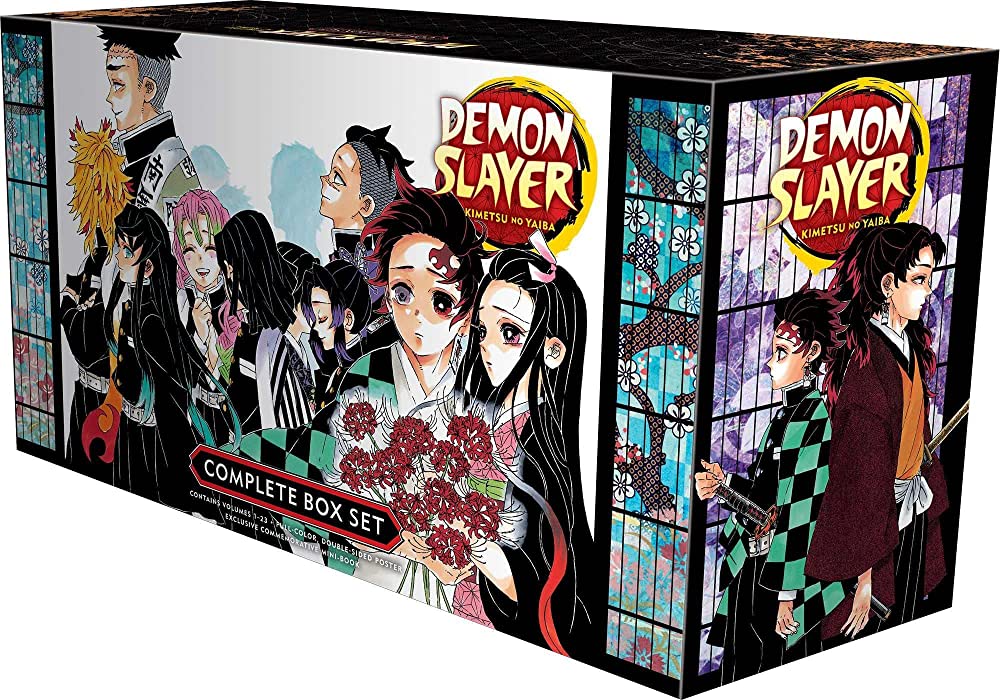 DEMON
SLAYER
KIMETSU NO YAIBA
COMPLETE BOX SET
CONTAINS VOLUMES 1-23 • FULL-COLOR, DOUBLE-SIDED POSTER
EXCLUSIVE COMMEMORATIVE MINI-BOOK
DEMON
SLAYER
KIMETSU NO YAIBA